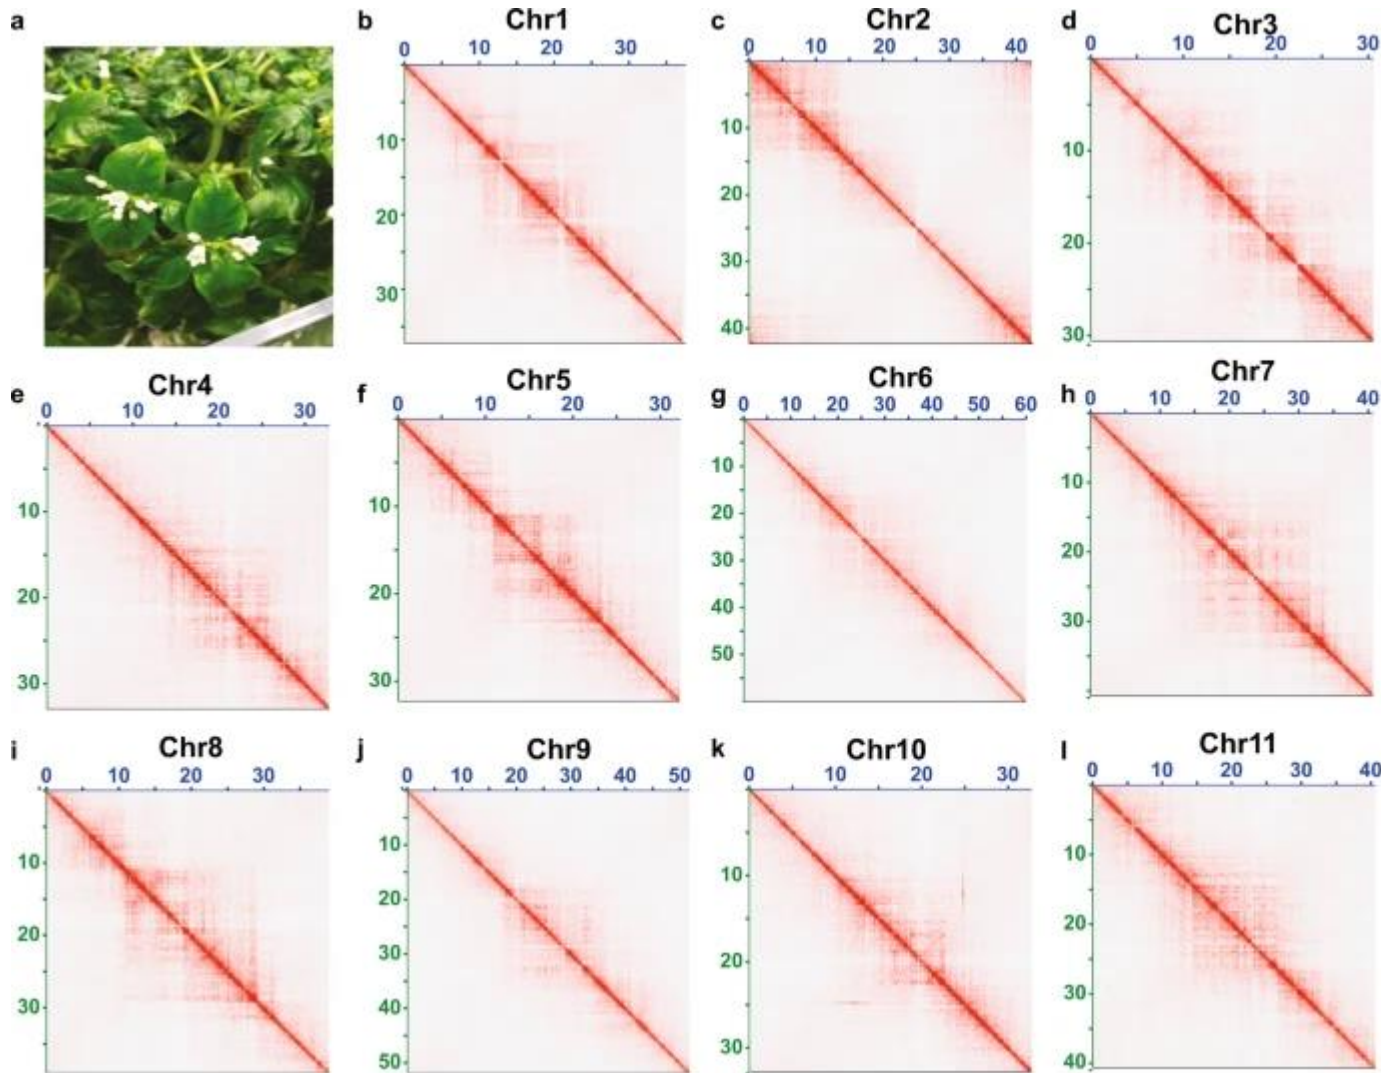 a
b Chr1
0 10 20 30
10
20
30
c Chr2
0 10 20 30 40
10
20
30
40
d Chr3
0 10 20 30
10
20
30
e Chr4
0 10 20 30
10
20
30
f Chr5
0 10 20 30
10
20
30
g Chr6
0 10 20 30 40 50 60
10
20
30
40
50
h Chr7
0 10 20 30 40
10
20
30
i Chr8
0 10 20 30
10
20
30
j Chr9
0 10 20 30 40 50
10
20
30
40
50
k Chr10
0 10 20 30
10
20
30
l Chr11
0 10 20 30 40
10
20
30
40